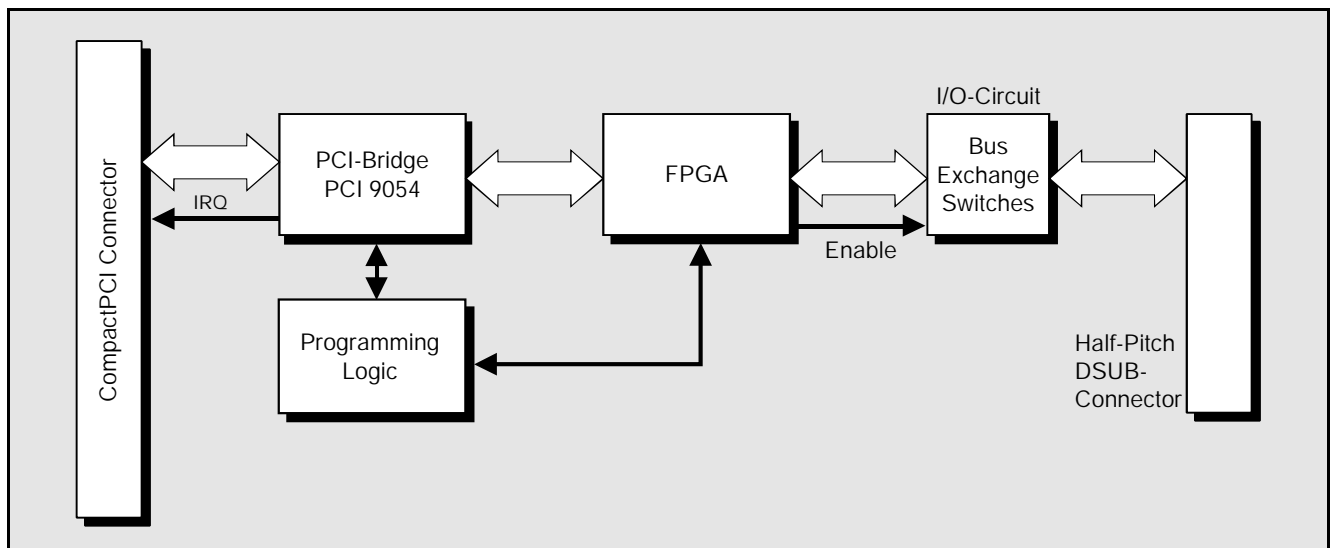 CompactPCI Connector
IRQ
PCI-Bridge
PCI 9054
Programming
Logic
FPGA
Enable
I/O-Circuit
Bus
Exchange
Switches
Half-Pitch
DSUB-
Connector